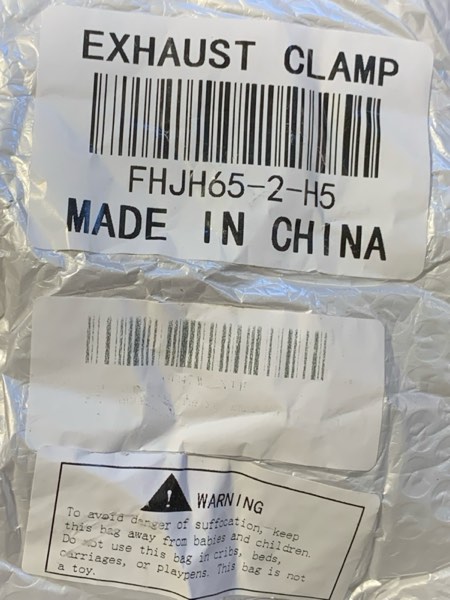 EXHAUST CLAMP
FHJH65-2-H5
MADE IN CHINA
WARNING
To avoid danger of suffocation, keep
this bag away from babies and children.
Do not use this bag in cribs, beds,
carriages, or playpens. This bag is not
a toy.